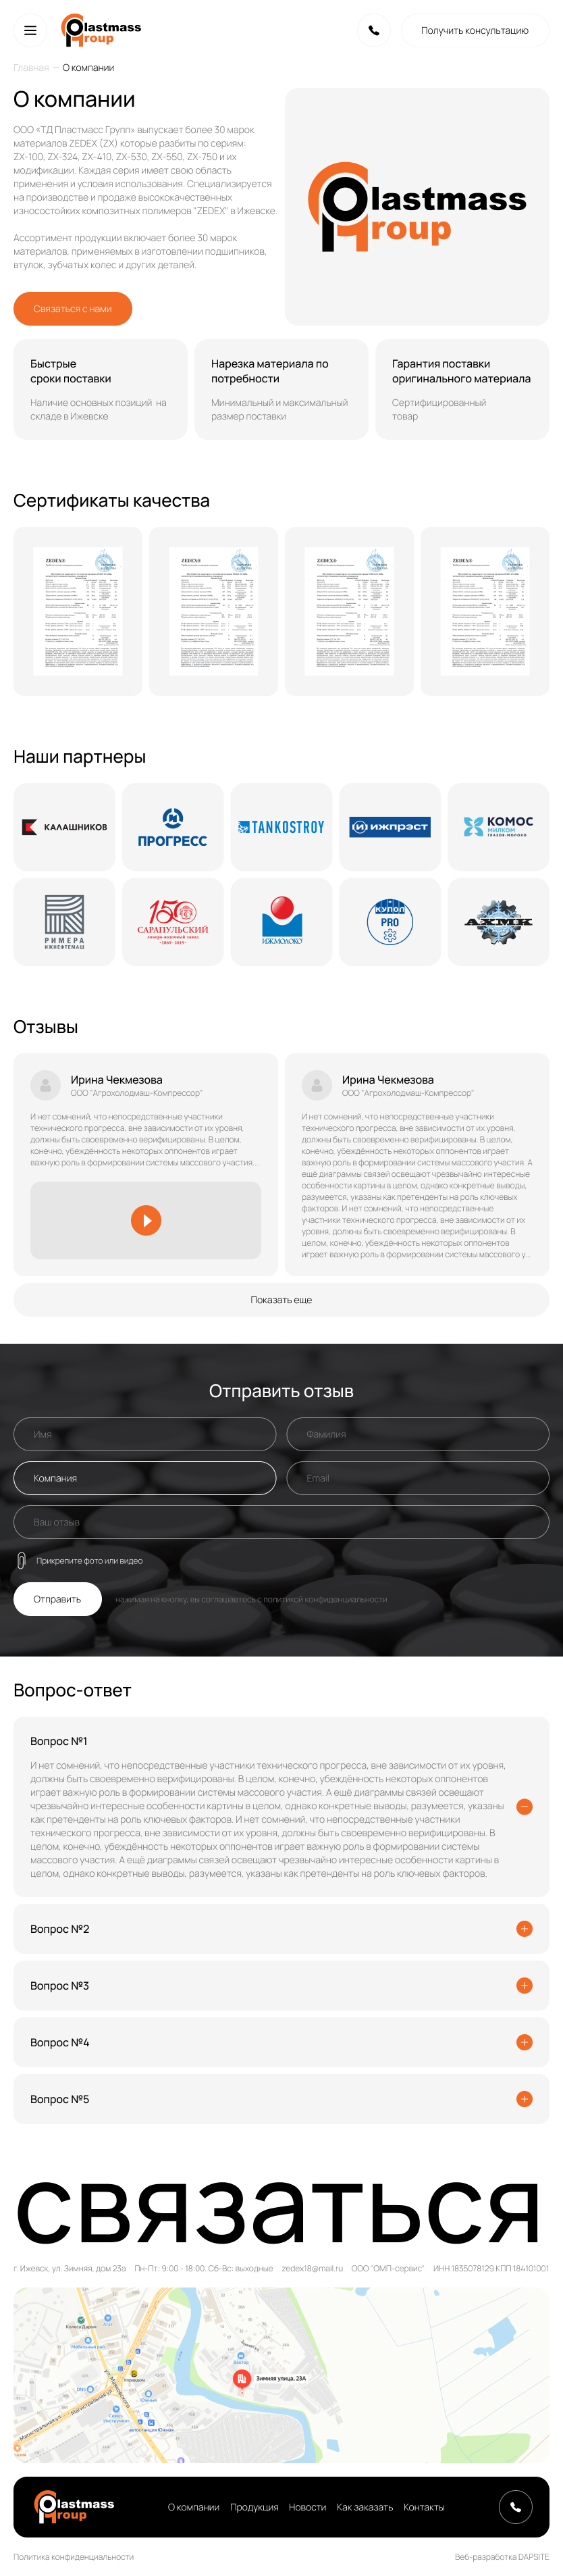 Plastmass
Group
Получить консультацию
Главная — О компании
О компании
ООО «ТД Пластмасс Групп» выпускает более 30 марок
материалов ZEDEX (ZX) которые разбиты по сериям:
ZX-100, ZX-324, ZX-410, ZX-530, ZX-550, ZX-750 и их
модификации. Каждая серия имеет свою область
применения и условия использования. Специализируется
на производстве и продаже высококачественных
износостойких композитных полимеров "ZEDEX" в Ижевске.
Ассортимент продукции включает более 30 марок
материалов, применяемых в изготовлении подшипников,
втулок, зубчатых колес и других деталей.
Связаться с нами
Plastmass
Group
Быстрые
сроки поставки
Наличие основных позиций на
складе в Ижевске
Нарезка материала по
потребности
Минимальный и максимальный
размер поставки
Гарантия поставки
оригинального материала
Сертифицированный
товар
Сертификаты качества
ZEDEX®
ZEDEX®
ZEDEX®
ZEDEX®
Наши партнеры
КАЛАШНИКОВ
ПРОГРЕСС
TANKOSTROY
ИЖПРЭСТ
КОМОС
МИЛКОМ
ГЛАЗОВ-МОЛОКО
РИМЕРА
ИЖНЕФТЕМАШ
150
САРАПУЛЬСКИЙ
ликеро-водочный завод
1869-2019
ИЖМОЛОКО
КУПОЛ
PRO
АХМК
Отзывы
Ирина Чекмезова
ООО "Агрохолодмаш-Компрессор"
И нет сомнений, что непосредственные участники
технического прогресса, вне зависимости от их уровня,
должны быть своевременно верифицированы. В целом,
конечно, убеждённость некоторых оппонентов играет
важную роль в формировании системы массового участия...
Ирина Чекмезова
ООО "Агрохолодмаш-Компрессор"
И нет сомнений, что непосредственные участники
технического прогресса, вне зависимости от их уровня,
должны быть своевременно верифицированы. В целом,
конечно, убеждённость некоторых оппонентов играет
важную роль в формировании системы массового участия. А
ещё диаграммы связей освещают чрезвычайно интересные
особенности картины в целом, однако конкретные выводы,
разумеется, указаны как претенденты на роль ключевых
факторов. И нет сомнений, что непосредственные
участники технического прогресса, вне зависимости от их
уровня, должны быть своевременно верифицированы. В
целом, конечно, убеждённость некоторых оппонентов
играет важную роль в формировании системы массового у...
Показать еще
Отправить отзыв
Имя
Фамилия
Компания
Email
Ваш отзыв
Прикрепите фото или видео
Отправить
нажимая на кнопку, вы соглашаетесь с политикой конфиденциальности
Вопрос-ответ
Вопрос №1
И нет сомнений, что непосредственные участники технического прогресса, вне зависимости от их уровня,
должны быть своевременно верифицированы. В целом, конечно, убеждённость некоторых оппонентов
играет важную роль в формировании системы массового участия. А ещё диаграммы связей освещают
чрезвычайно интересные особенности картины в целом, однако конкретные выводы, разумеется, указаны
как претенденты на роль ключевых факторов. И нет сомнений, что непосредственные участники
технического прогресса, вне зависимости от их уровня, должны быть своевременно верифицированы. В
целом, конечно, убеждённость некоторых оппонентов играет важную роль в формировании системы
массового участия. А ещё диаграммы связей освещают чрезвычайно интересные особенности картины в
целом, однако конкретные выводы, разумеется, указаны как претенденты на роль ключевых факторов.
Вопрос №2
Вопрос №3
Вопрос №4
Вопрос №5
связаться
г. Ижевск, ул. Зимняя, дом 23а Пн-Пт: 9:00 - 18:00. Сб-Вс: выходные zedex18@mail.ru ООО "ОМП-сервис" ИНН 1835078129 КПП 184101001
Зимняя улица, 23А
Plastmass
Group
О компании Продукция Новости Как заказать Контакты
Политика конфиденциальности
Веб-разработка DAPSITE